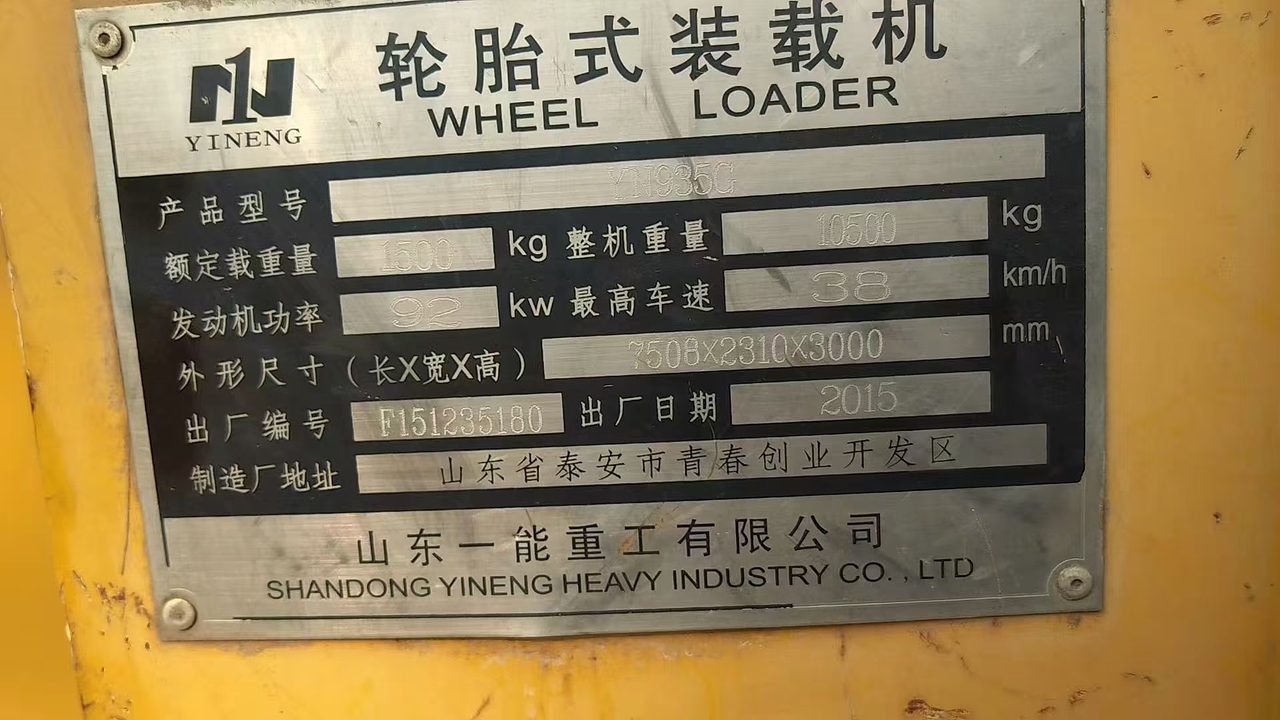 轮胎式装载机
YINENG
WHEEL LOADER
产品型号 YN935G
额定载重量 1500 kg 整机重量 10500 kg
发动机功率 92 kw 最高车速 38 km/h
外形尺寸(长X宽X高) 7508X2310X3000 mm
出厂编号 F151235180 出厂日期 2015
制造厂地址 山东省泰安市青春创业开发区
山东一能重工有限公司
SHANDONG YINENG HEAVY INDUSTRY CO., LTD